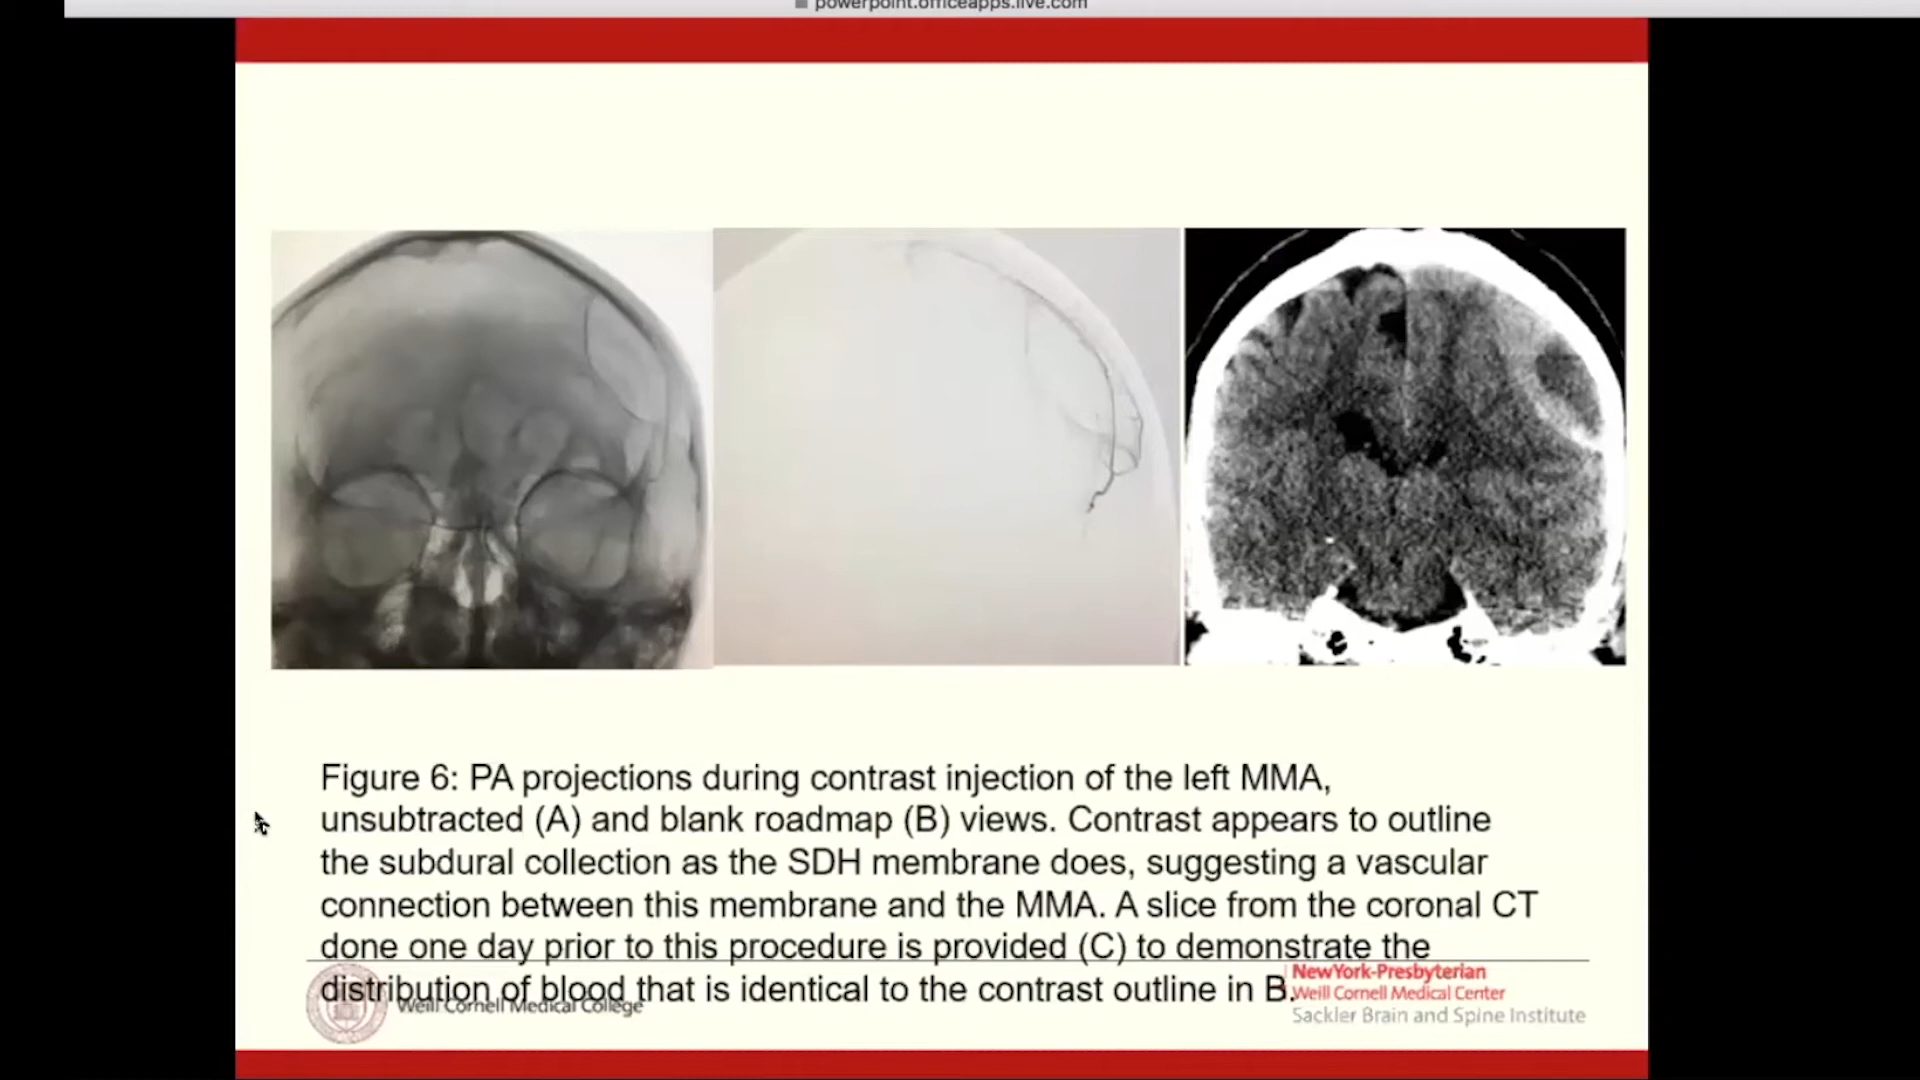 powerpoint.officeapps.live.com
Figure 6: PA projections during contrast injection of the left MMA,
unsubtracted (A) and blank roadmap (B) views. Contrast appears to outline
the subdural collection as the SDH membrane does, suggesting a vascular
connection between this membrane and the MMA. A slice from the coronal CT
done one day prior to this procedure is provided (C) to demonstrate the
distribution of blood that is identical to the contrast outline in B.
Weill Cornell Medical College
NewYork-Presbyterian
Weill Cornell Medical Center
Sackler Brain and Spine Institute